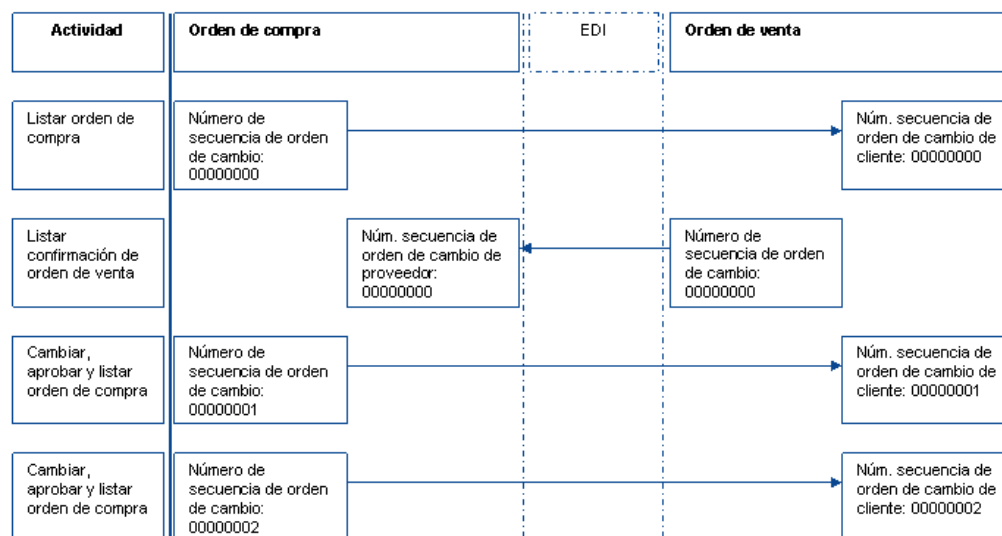 Actividad
Orden de compra
EDI
Orden de venta
Listar orden de
compra
Número de
secuencia de orden
de cambio:
00000000
Núm. secuencia de
orden de cambio de
cliente: 00000000
Listar
confirmación de
orden de venta
Núm. secuencia de
orden de cambio de
proveedor:
00000000
Número de
secuencia de orden
de cambio:
00000000
Cambiar,
aprobar y listar
orden de compra
Número de
secuencia de orden
de cambio:
00000001
Núm. secuencia de
orden de cambio de
cliente: 00000001
Cambiar,
aprobar y listar
orden de compra
Número de
secuencia de orden
de cambio:
00000002
Núm. secuencia de
orden de cambio de
cliente: 00000002